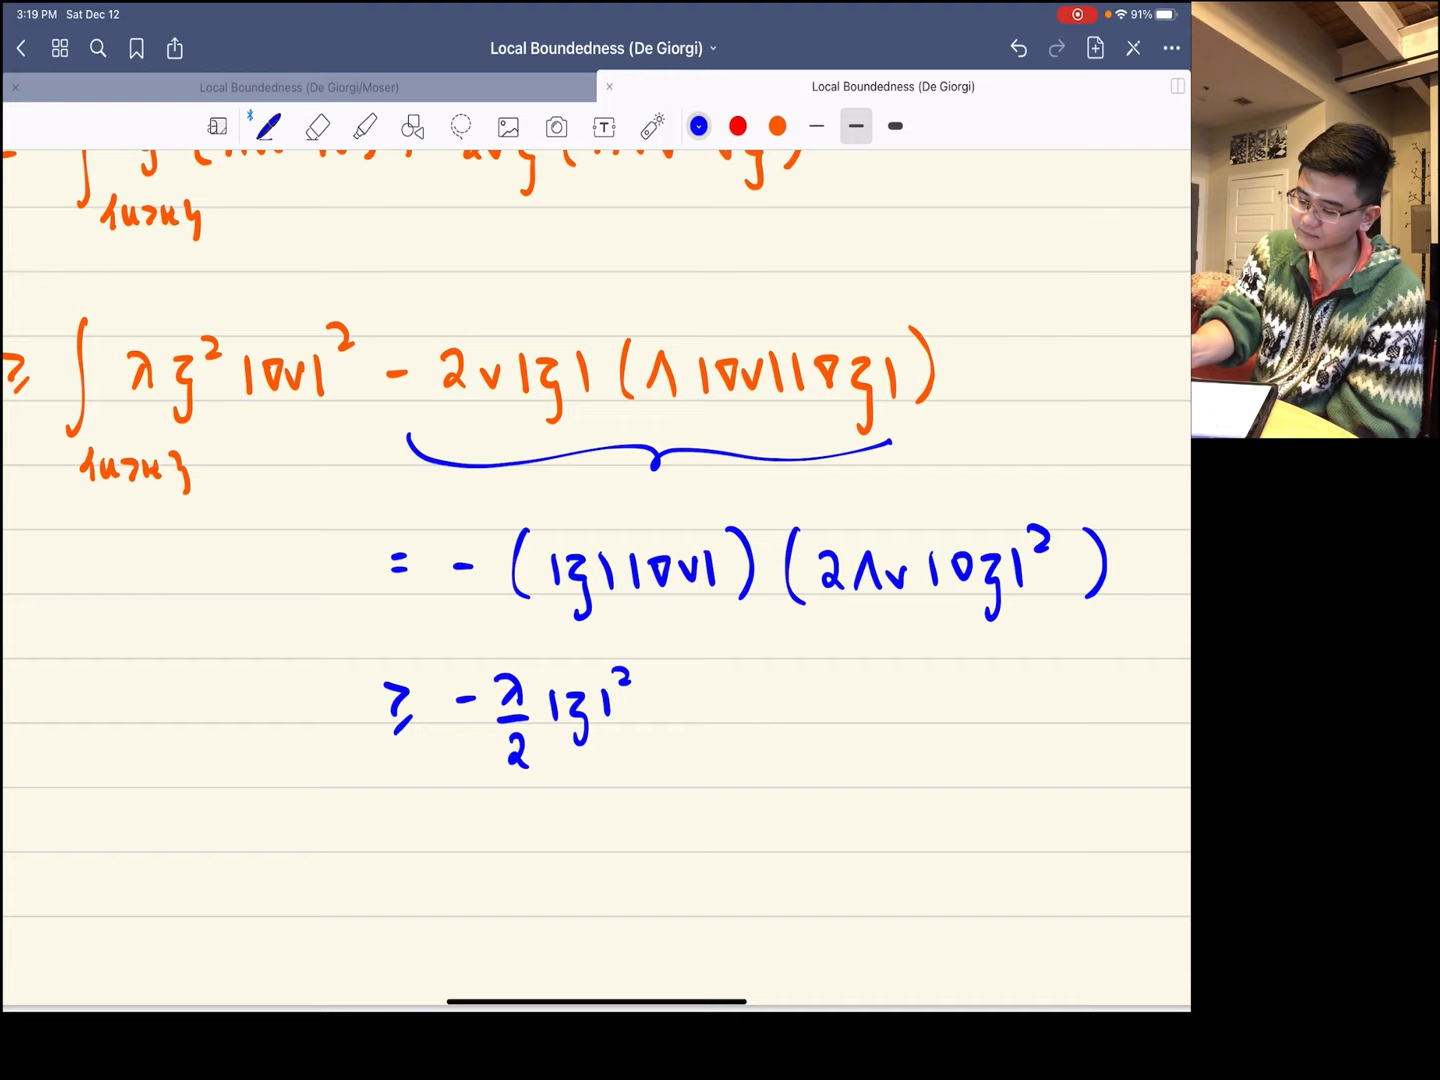 3:19 PM Sat Dec 12
91%
Local Boundedness (De Giorgi)
Local Boundedness (De Giorgi/Moser)
Local Boundedness (De Giorgi)
{u>k}
≥ ∫ λ ζ² |∇v|² - 2v|ζ| (Λ |∇v||∇ζ|)
{u>k}
= - (|ζ||∇v|) (2Λv|∇ζ|²)
≥ - λ/2 |ζ|²